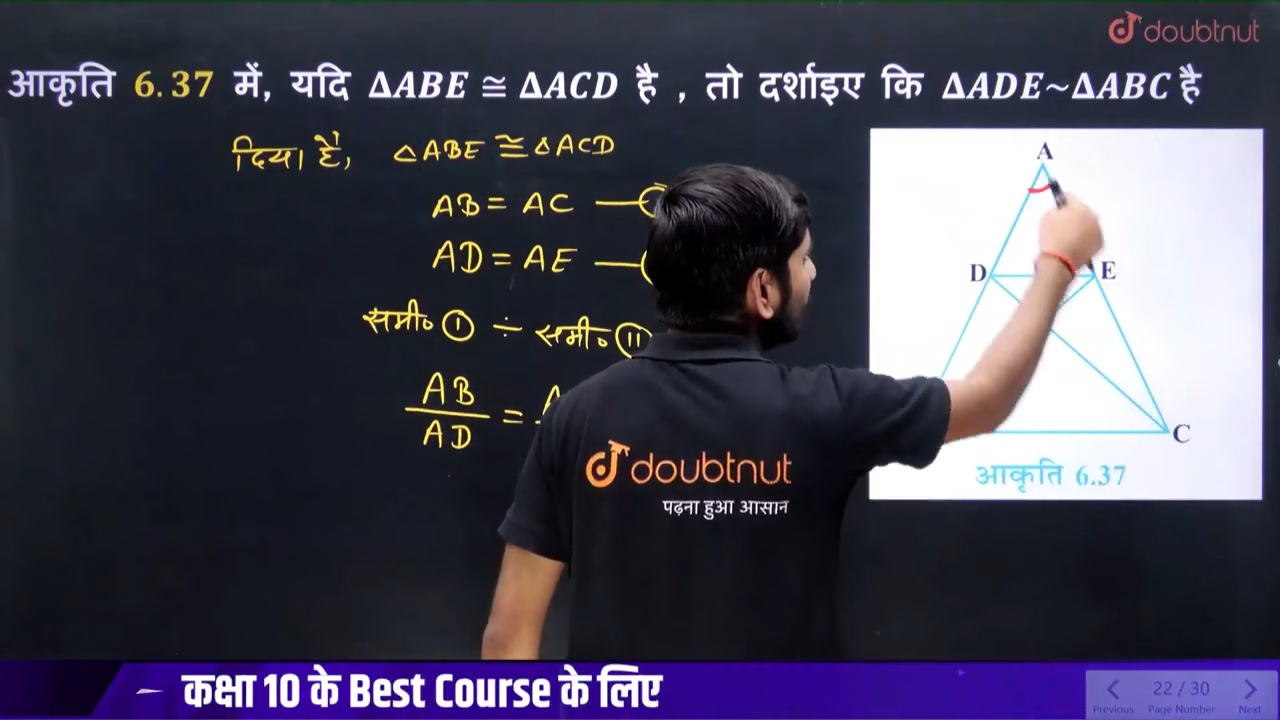 doubtnut
आकृति 6.37 में, यदि ΔABE ≅ ΔACD है , तो दर्शाइए कि ΔADE~ΔABC है
दिया है, △ABE ≅ △ACD
AB = AC —
AD = AE —
समी० ① ÷ समी० ⑪
AB/AD =
A
D
E
C
आकृति 6.37
doubtnut
पढ़ना हुआ आसान
कक्षा 10 के Best Course के लिए
22 / 30
Previous Page Number Next